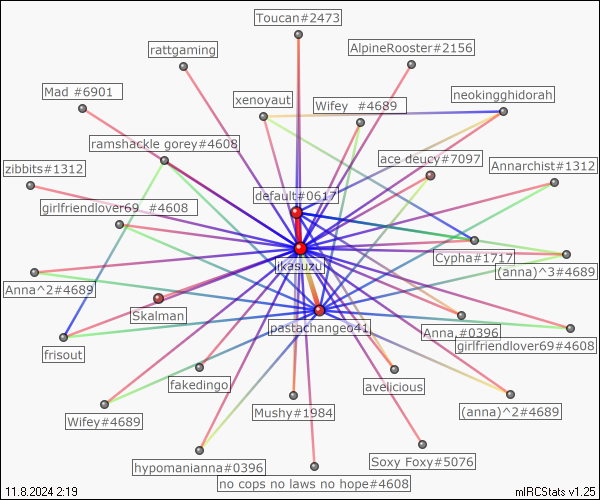 Toucan#2473
rattgaming
AlpineRooster#2156
Mad #6901
xenoyaut
Wifey #4689
neokingghidorah
ramshackle gorey#4608
ace deucy#7097
zibbits#1312
Annarchist#1312
default#0617
girlfriendlover69 #4608
Cypha#1717
jkasuzu
(anna)^3#4689
Anna^2#4689
Skalman
pastachangeo41
Anna.#0396
girlfriendlover69#4608
frisout
fakedingo
avelicious
Wifey#4689
Mushy#1984
(anna)^2#4689
Soxy Foxy#5076
hypomanianna#0396
no cops no laws no hope#4608
11.8.2024 2:19
mIRCStats v1.25